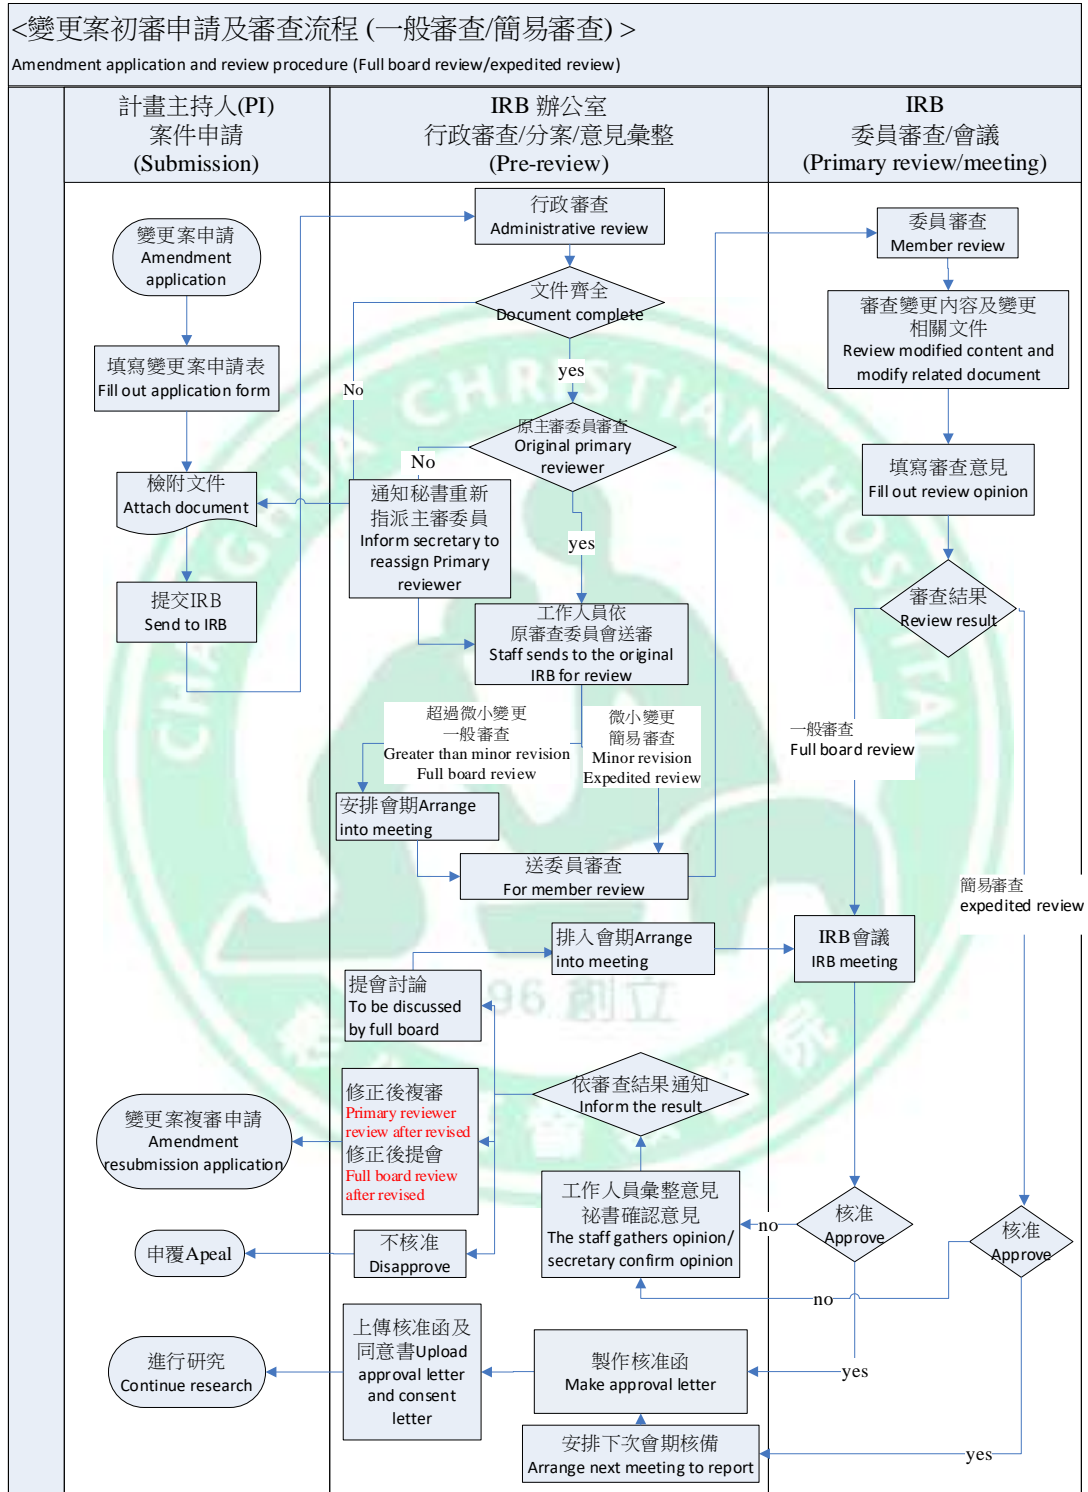 <變更案初審申請及審查流程 (一般審查/簡易審查) >
Amendment application and review procedure (Full board review/expedited review)
計畫主持人(PI)
案件申請
(Submission)
IRB 辦公室
行政審查/分案/意見彙整
(Pre-review)
IRB
委員審查/會議
(Primary review/meeting)
變更案申請
Amendment
application
填寫變更案申請表
Fill out application form
檢附文件
Attach document
提交IRB
Send to IRB
行政審查
Administrative review
文件齊全
Document complete
No
yes
原主審委員審查
Original primary
reviewer
No
通知秘書重新
指派主審委員
Inform secretary to
reassign Primary
reviewer
yes
工作人員依
原審查委員會送審
Staff sends to the original
IRB for review
超過微小變更
一般審查
Greater than minor revision
Full board review
微小變更
簡易審查
Minor revision
Expedited review
安排會期Arrange
into meeting
送委員審查
For member review
委員審查
Member review
審查變更內容及變更
相關文件
Review modified content and
modify related document
填寫審查意見
Fill out review opinion
審查結果
Review result
一般審查
Full board review
簡易審查
expedited review
排入會期Arrange
into meeting
IRB會議
IRB meeting
提會討論
To be discussed
by full board
依審查結果通知
Inform the result
修正後複審
Primary reviewer
review after revised
修正後提會
Full board review
after revised
變更案複審申請
Amendment
resubmission application
工作人員彙整意見
祕書確認意見
The staff gathers opinion/
secretary confirm opinion
no
核准
Approve
核准
Approve
no
不核准
Disapprove
申覆Apeal
上傳核准函及
同意書Upload
approval letter
and consent
letter
進行研究
Continue research
製作核准函
Make approval letter
yes
安排下次會期核備
Arrange next meeting to report
yes
CHANGHUA CHRISTIAN HOSPITAL
96 創立